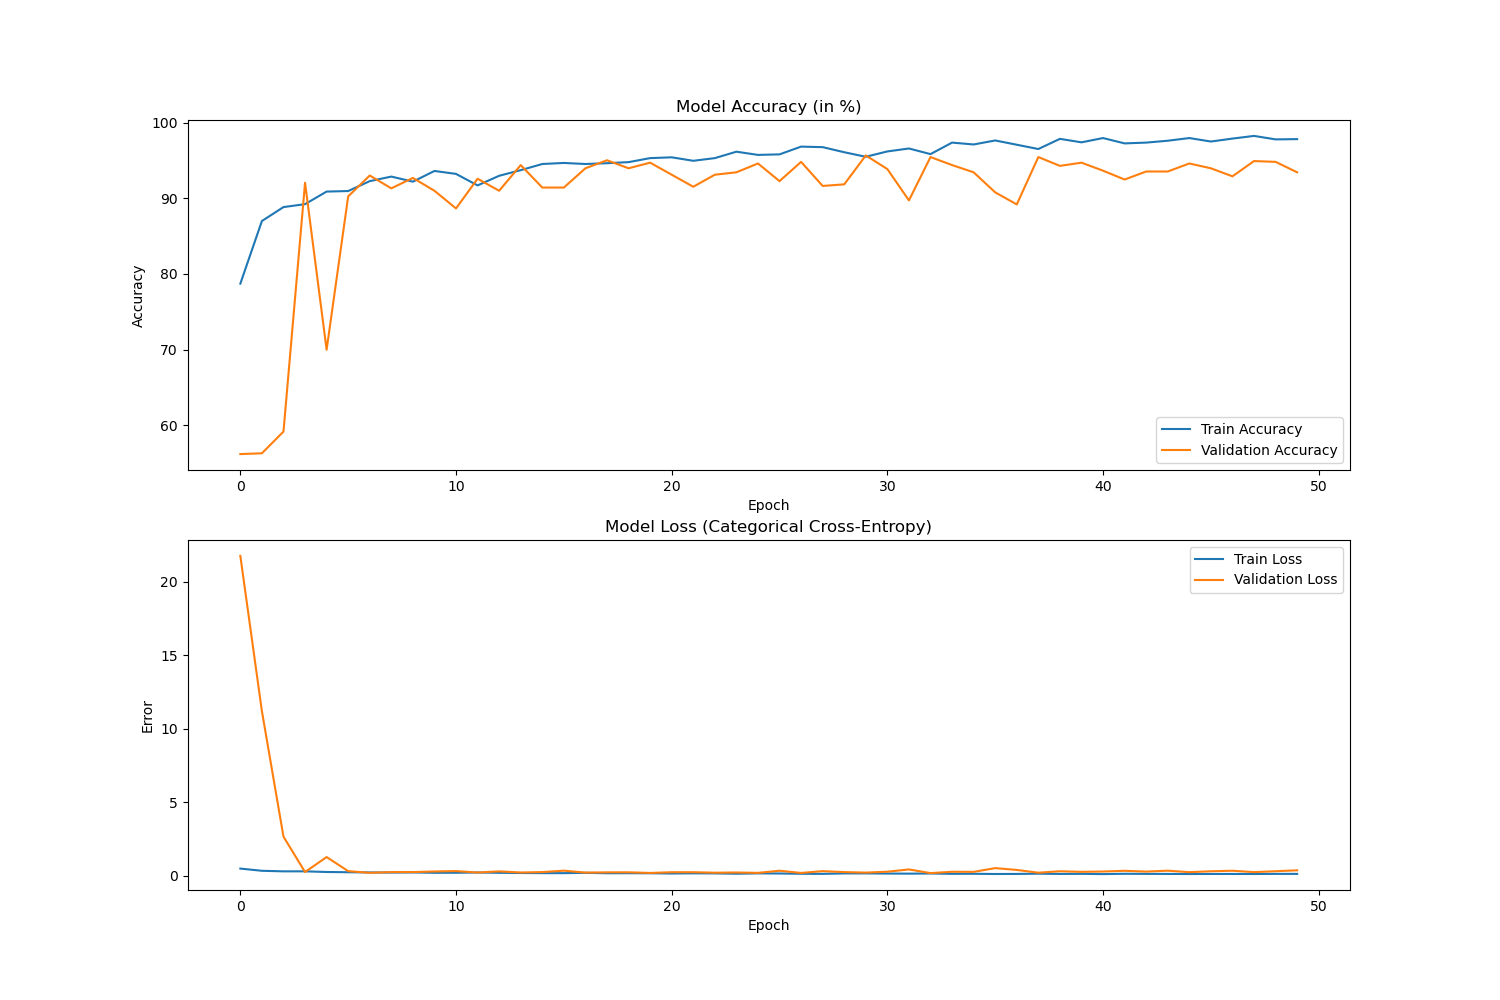 Model Accuracy (in %)
100
90
80
70
60
Accuracy
Train Accuracy
Validation Accuracy
0 10 20 30 40 50
Epoch
Model Loss (Categorical Cross-Entropy)
20
15
10
5
0
Error
Train Loss
Validation Loss
0 10 20 30 40 50
Epoch